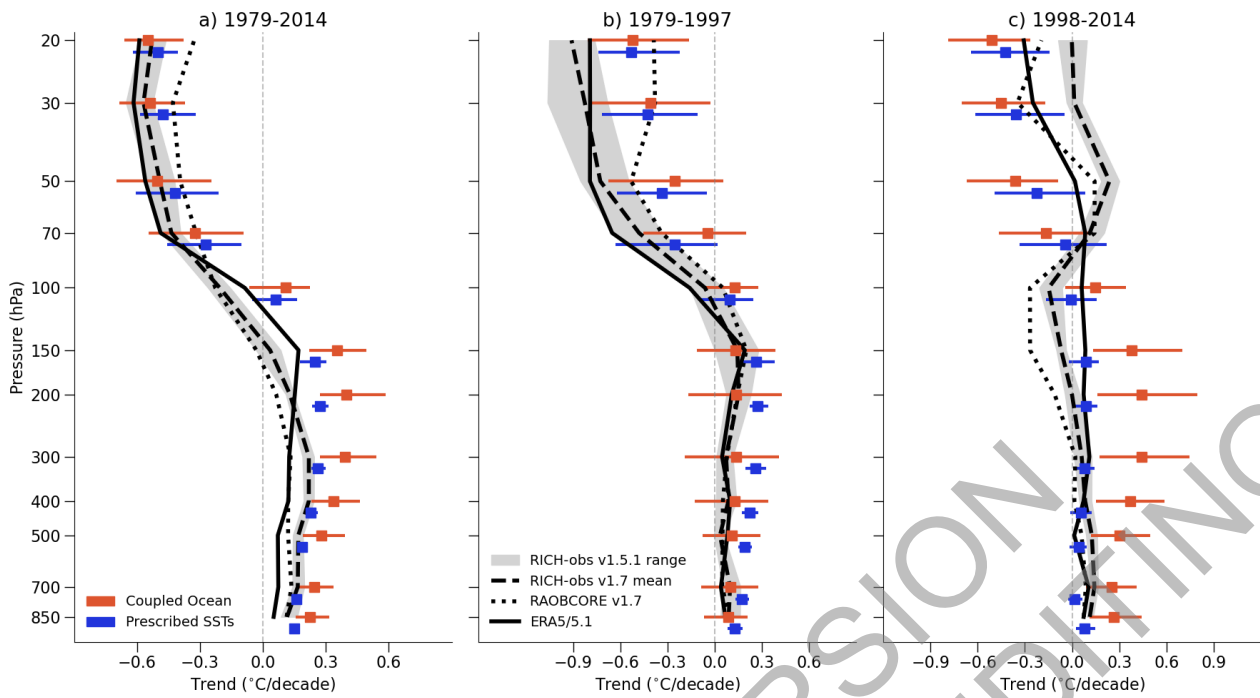 a) 1979-2014
b) 1979-1997
c) 1998-2014
Pressure (hPa)
20
30
50
70
100
150
200
300
400
500
700
850
Coupled Ocean
Prescribed SSTs
−0.6 −0.3 0.0 0.3 0.6
Trend (˚C/decade)
RICH-obs v1.5.1 range
RICH-obs v1.7 mean
RAOBCORE v1.7
ERA5/5.1
−0.9 −0.6 −0.3 0.0 0.3 0.6
Trend (˚C/decade)
−0.9 −0.6 −0.3 0.0 0.3 0.6 0.9
Trend (˚C/decade)